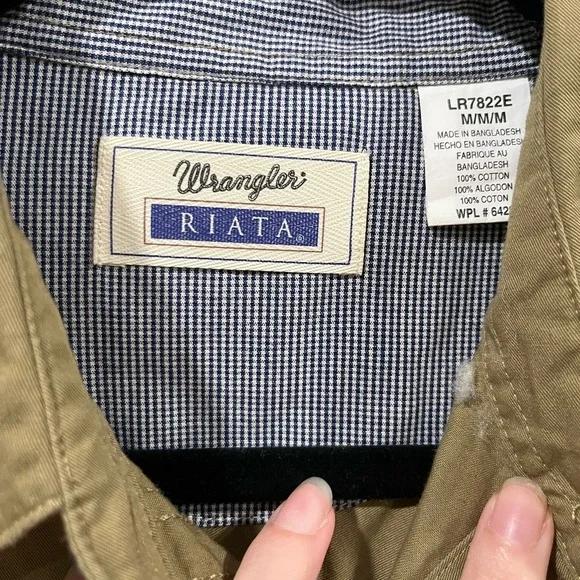 Wrangler®
RIATA®
LR7822E
M/M/M
MADE IN BANGLADESH
HECHO EN BANGLADESH
FABRIQUE AU
BANGLADESH
100% COTTON
100% ALGODON
100% COTON
WPL # 642